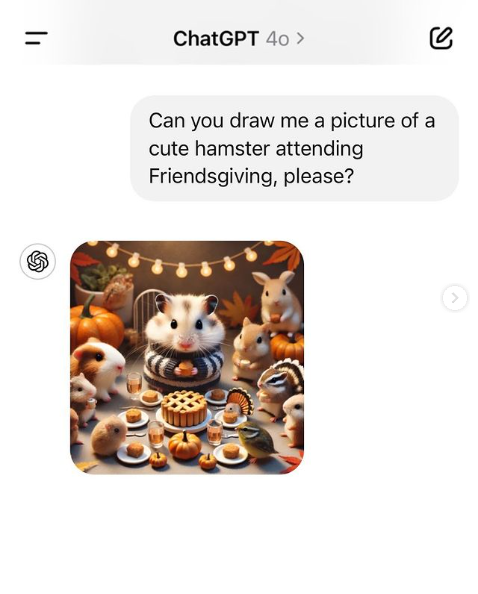 ChatGPT 4o >
Can you draw me a picture of a
cute hamster attending
Friendsgiving, please?